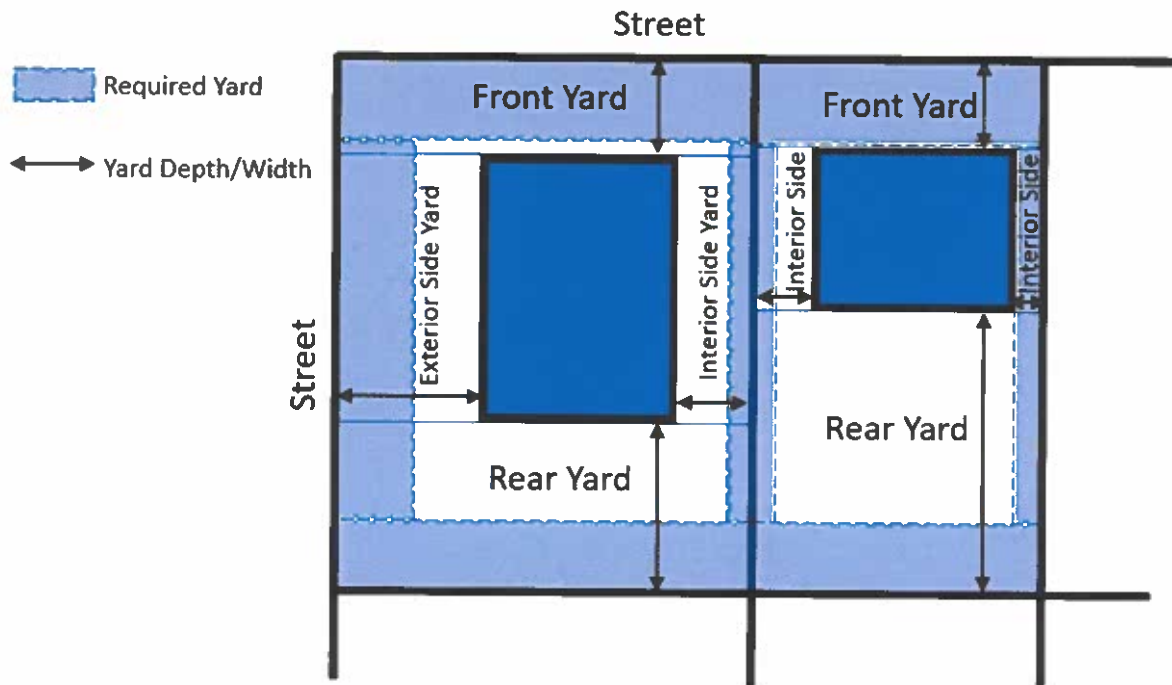 Street
Required Yard
Yard Depth/Width
Front Yard
Front Yard
Exterior Side Yard
Interior Side Yard
Interior Side
Interior Side
Street
Rear Yard
Rear Yard